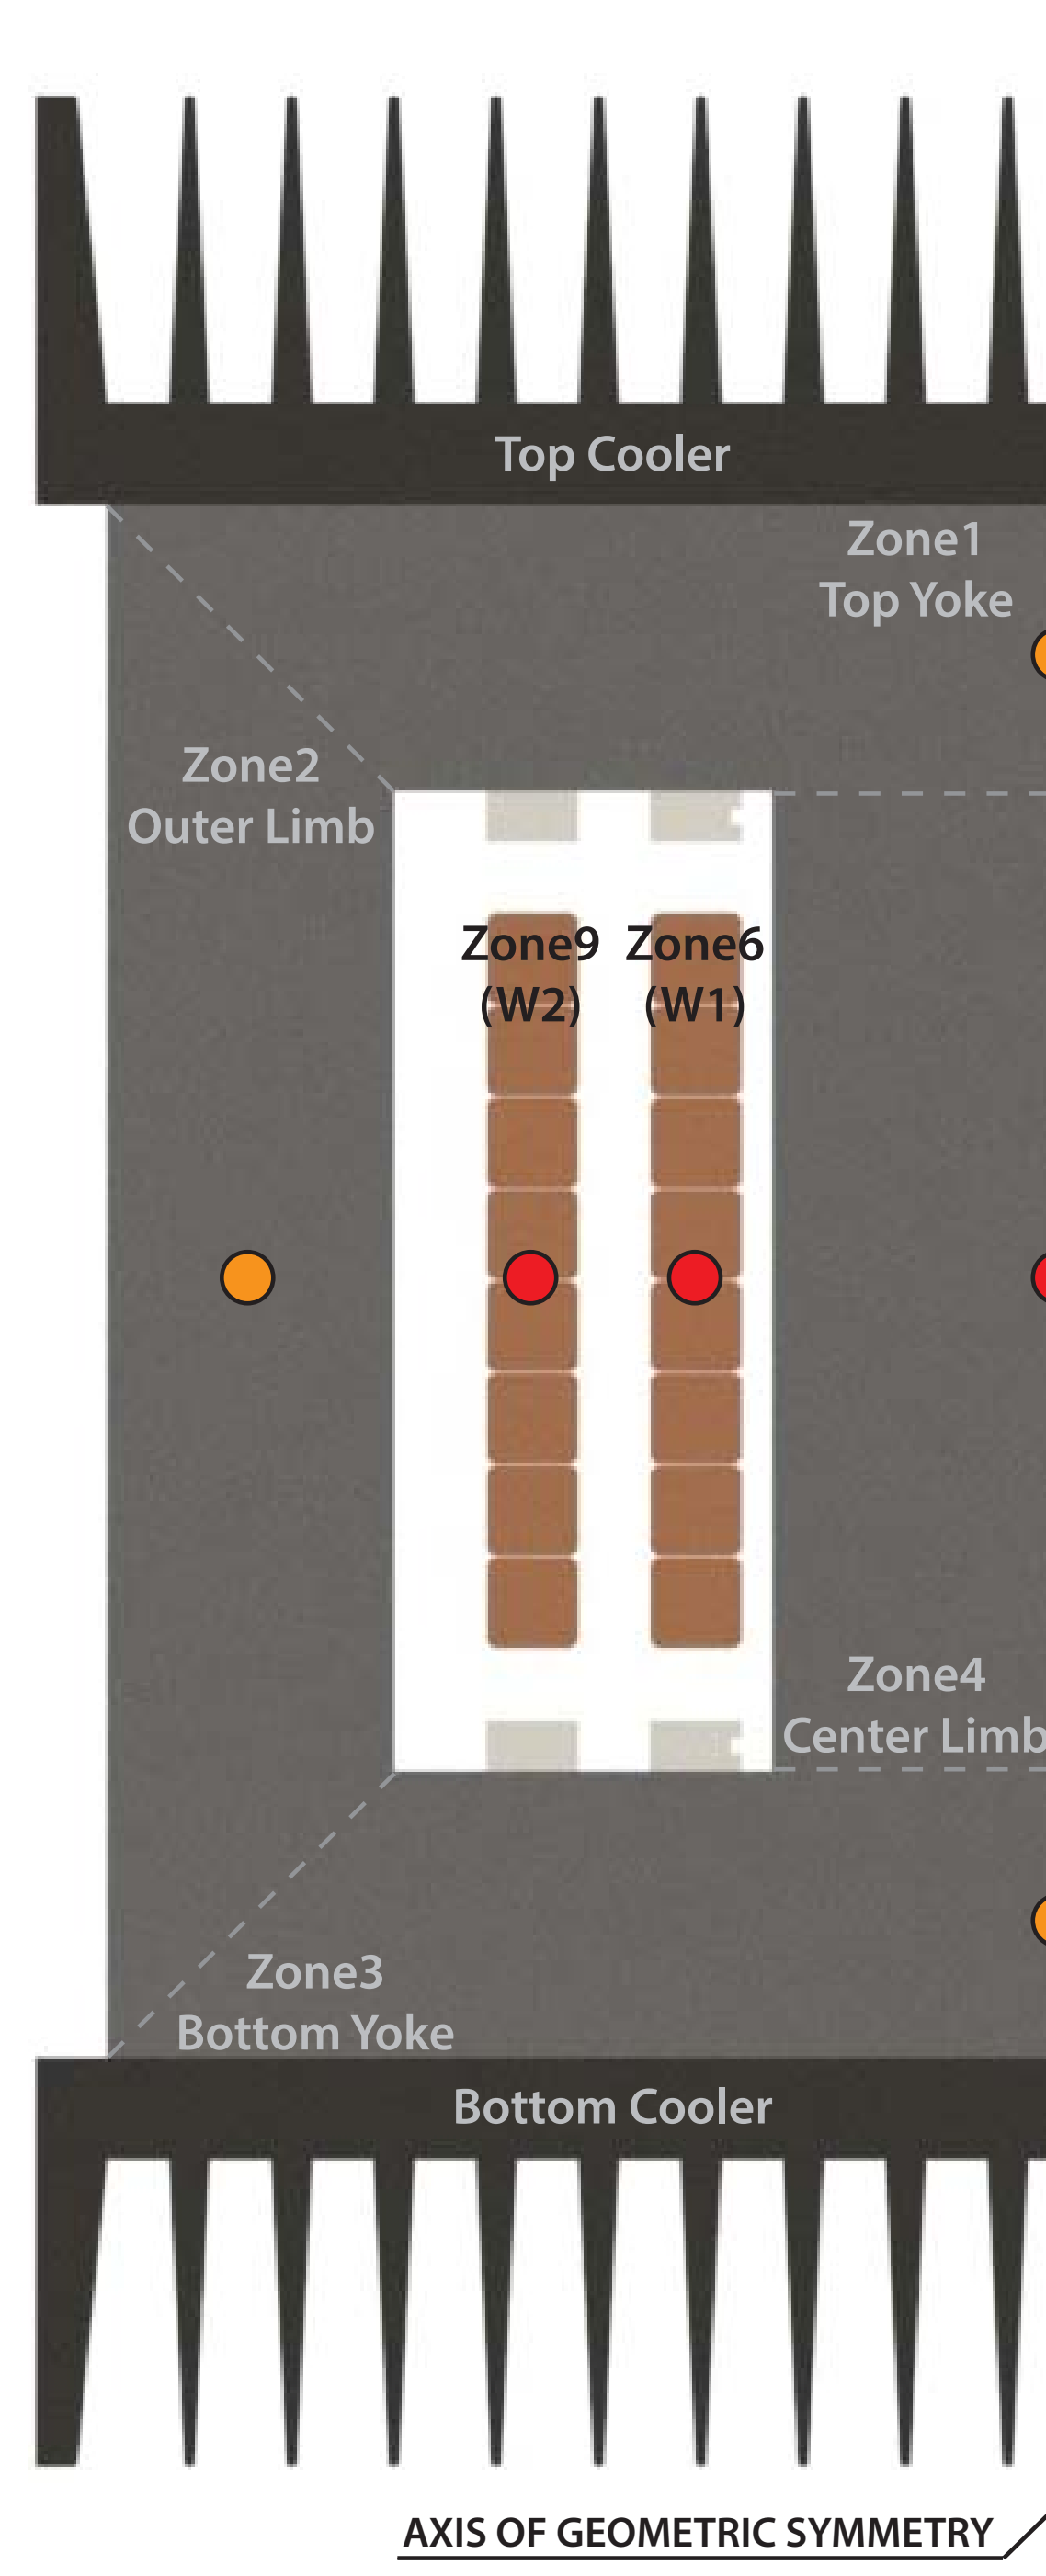 Top Cooler
Zone1
Top Yoke
Zone2
Outer Limb
Zone9 Zone6
(W2) (W1)
Zone4
Center Limb
Zone3
Bottom Yoke
Bottom Cooler
AXIS OF GEOMETRIC SYMMETRY